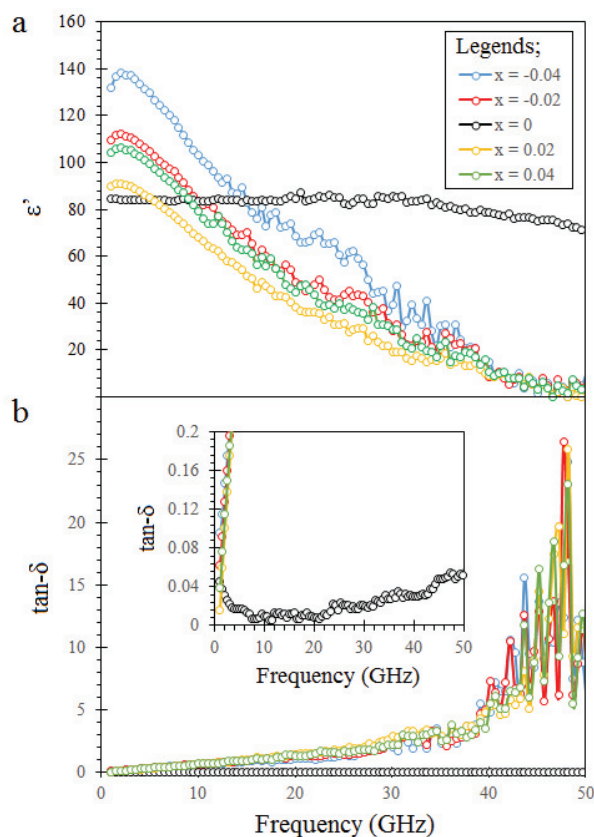 a
160
140
120
100
80
60
40
20
ε'
Legends;
x = -0.04
x = -0.02
x = 0
x = 0.02
x = 0.04
b
25
20
15
10
5
0
tan-δ
0.2
0.16
0.12
0.08
0.04
0
tan-δ
0 10 20 30 40 50
Frequency (GHz)
0 10 20 30 40 50
Frequency (GHz)